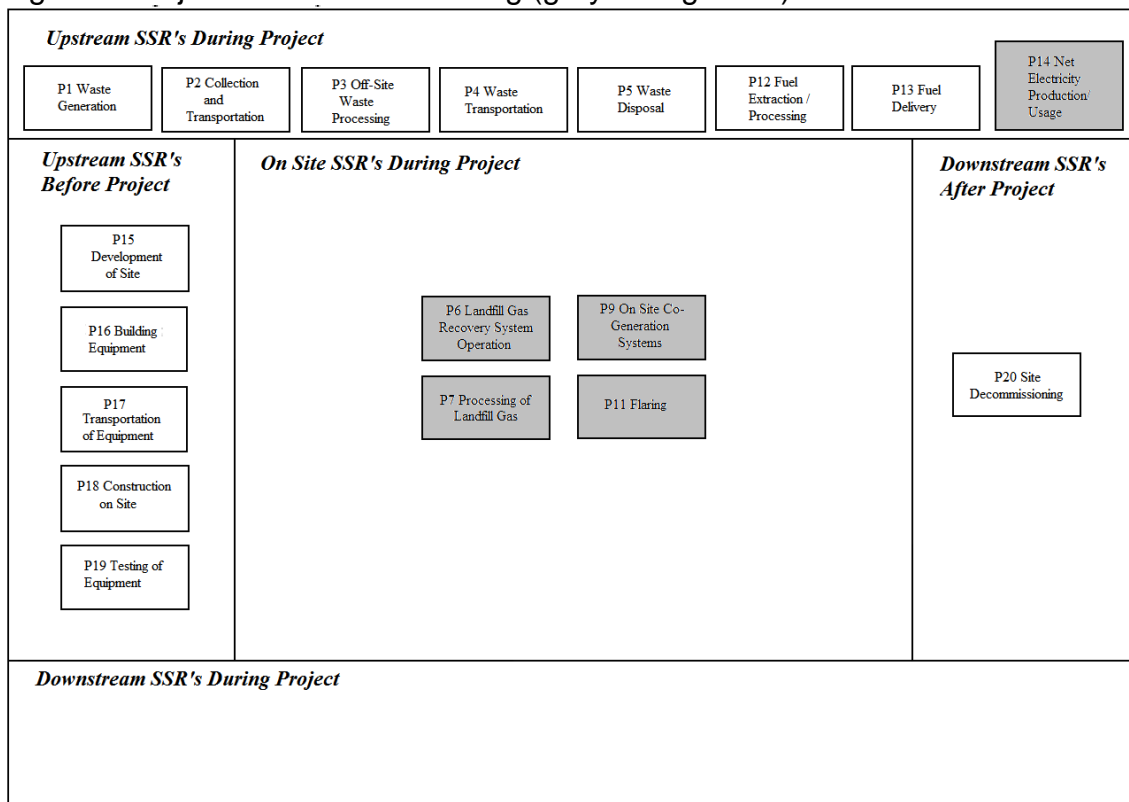 Upstream SSR's During Project
P1 Waste
Generation
P2 Collection
and
Transportation
P3 Off-Site
Waste
Processing
P4 Waste
Transportation
P5 Waste
Disposal
P12 Fuel
Extraction /
Processing
P13 Fuel
Delivery
P14 Net
Electricity
Production/
Usage
Upstream SSR's
Before Project
P15
Development
of Site
P16 Building
Equipment
P17
Transportation
of Equipment
P18 Construction
on Site
P19 Testing of
Equipment
On Site SSR's During Project
P6 Landfill Gas
Recovery System
Operation
P9 On Site Co-
Generation
Systems
P7 Processing of
Landfill Gas
P11 Flaring
Downstream SSR's
After Project
P20 Site
Decommissioning
Downstream SSR's During Project